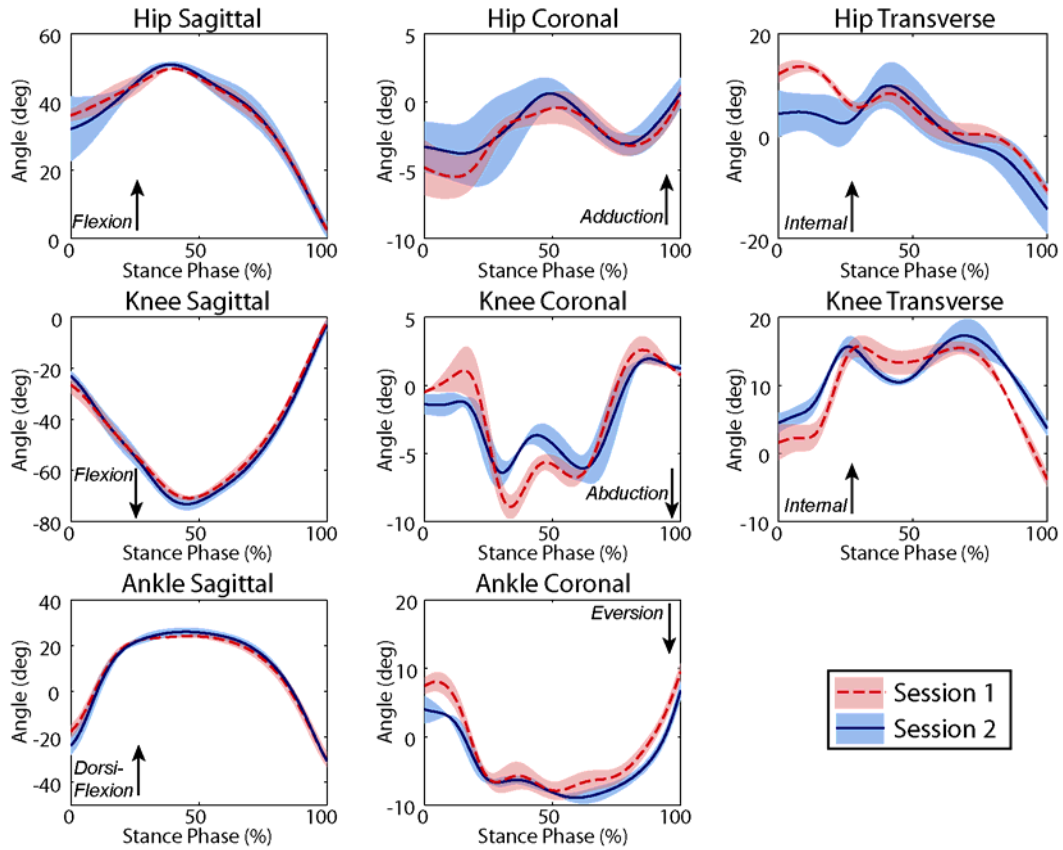 Hip Sagittal
Hip Coronal
Hip Transverse
60
40
20
0
Angle (deg)
Flexion
0
50
100
Stance Phase (%)
5
0
-5
-10
Angle (deg)
Adduction
0
50
100
Stance Phase (%)
20
0
-20
Angle (deg)
Internal
0
50
100
Stance Phase (%)
Knee Sagittal
Knee Coronal
Knee Transverse
0
-20
-40
-60
-80
Angle (deg)
Flexion
0
50
100
Stance Phase (%)
5
0
-5
-10
Angle (deg)
Abduction
0
50
100
Stance Phase (%)
20
10
0
-10
Angle (deg)
Internal
0
50
100
Stance Phase (%)
Ankle Sagittal
Ankle Coronal
40
20
0
-20
-40
Angle (deg)
Dorsi-
Flexion
0
50
100
Stance Phase (%)
20
10
0
-10
Angle (deg)
Eversion
0
50
100
Stance Phase (%)
Session 1
Session 2